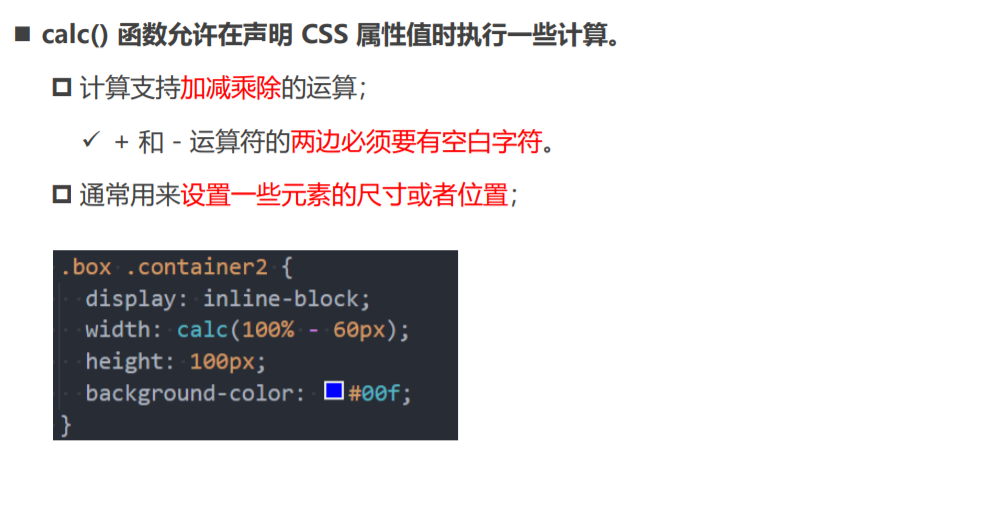 ■ calc() 函数允许在声明 CSS 属性值时执行一些计算。
计算支持加减乘除的运算；
✓ + 和 - 运算符的两边必须要有空白字符。
通常用来设置一些元素的尺寸或者位置；
.box .container2 {
display: inline-block;
width: calc(100% - 60px);
height: 100px;
background-color: #00f;
}